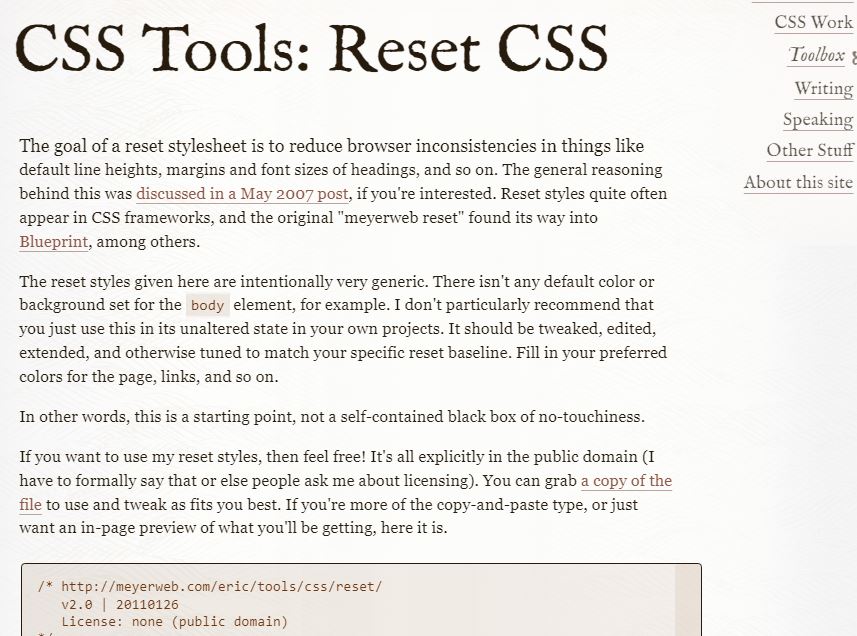 CSS Tools: Reset CSS
CSS Work
Toolbox
Writing
Speaking
Other Stuff
About this site
The goal of a reset stylesheet is to reduce browser inconsistencies in things like
default line heights, margins and font sizes of headings, and so on. The general reasoning
behind this was discussed in a May 2007 post, if you're interested. Reset styles quite often
appear in CSS frameworks, and the original "meyerweb reset" found its way into
Blueprint, among others.
The reset styles given here are intentionally very generic. There isn't any default color or
background set for the body element, for example. I don't particularly recommend that
you just use this in its unaltered state in your own projects. It should be tweaked, edited,
extended, and otherwise tuned to match your specific reset baseline. Fill in your preferred
colors for the page, links, and so on.
In other words, this is a starting point, not a self-contained black box of no-touchiness.
If you want to use my reset styles, then feel free! It's all explicitly in the public domain (I
have to formally say that or else people ask me about licensing). You can grab a copy of the
file to use and tweak as fits you best. If you're more of the copy-and-paste type, or just
want an in-page preview of what you'll be getting, here it is.
/* http://meyerweb.com/eric/tools/css/reset/
v2.0 | 20110126
License: none (public domain)
*/